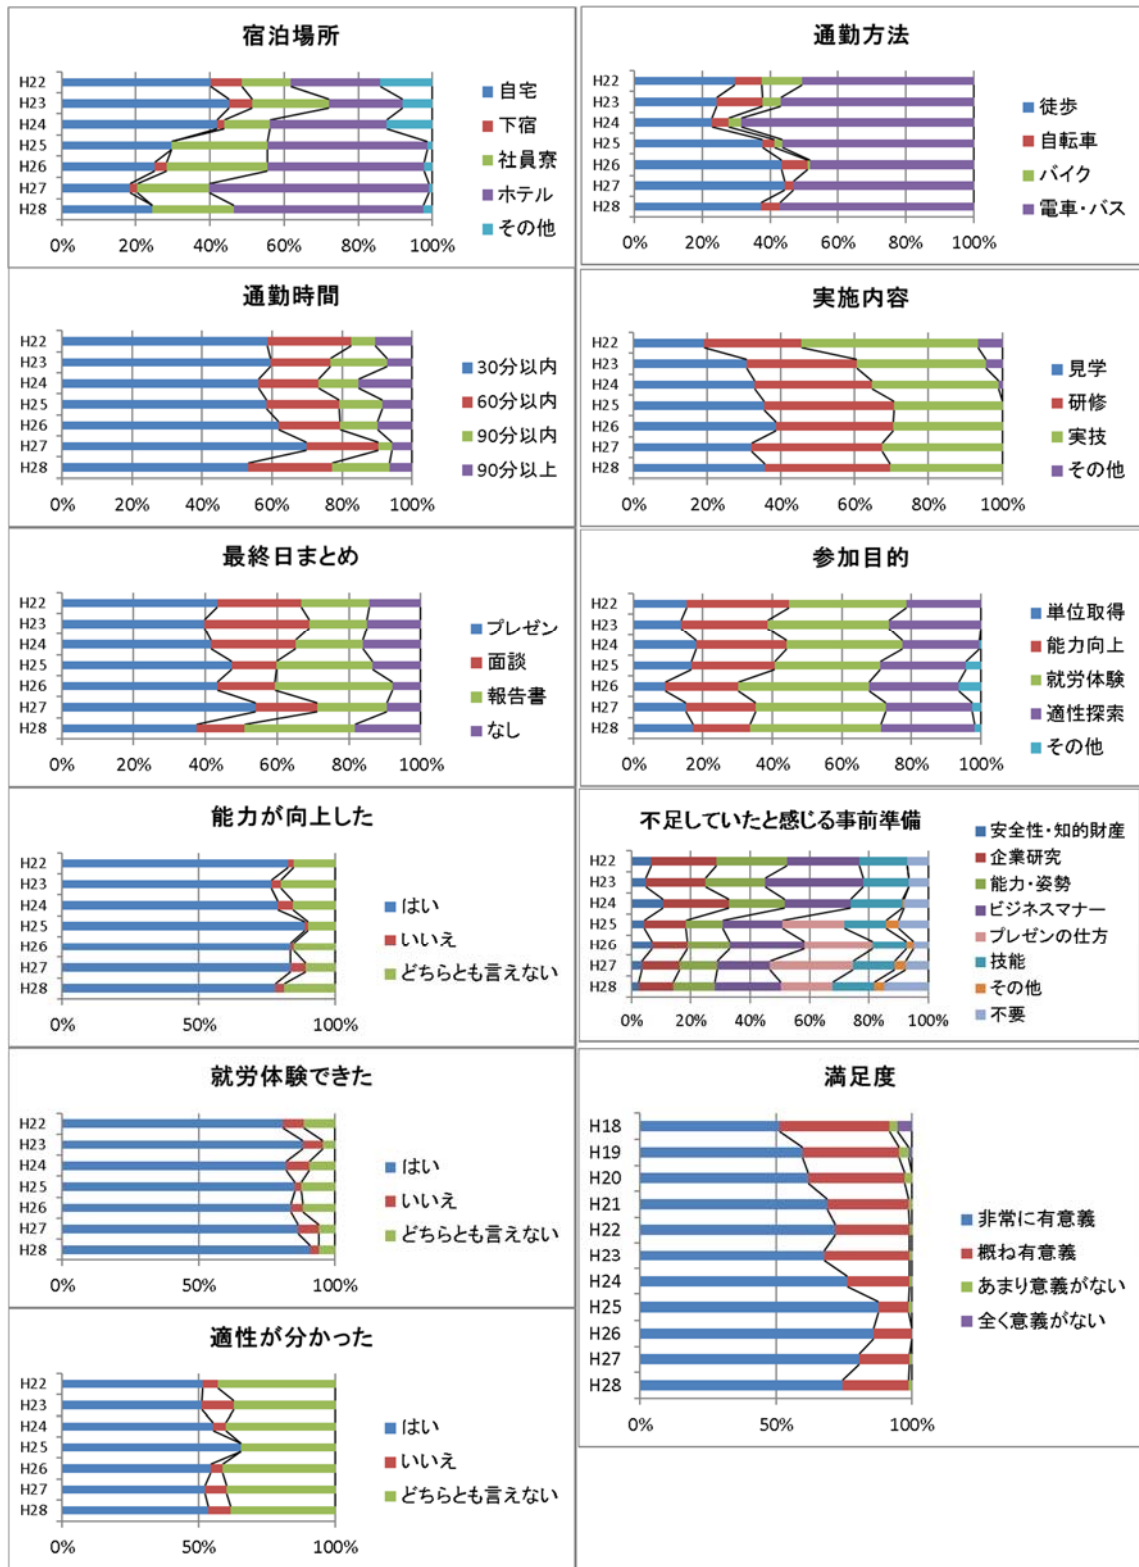 宿泊場所
H22
H23
H24
H25
H26
H27
H28
0% 20% 40% 60% 80% 100%
自宅
下宿
社員寮
ホテル
その他
通勤方法
H22
H23
H24
H25
H26
H27
H28
0% 20% 40% 60% 80% 100%
徒歩
自転車
バイク
電車・バス
通勤時間
H22
H23
H24
H25
H26
H27
H28
0% 20% 40% 60% 80% 100%
30分以内
60分以内
90分以内
90分以上
実施内容
H22
H23
H24
H25
H26
H27
H28
0% 20% 40% 60% 80% 100%
見学
研修
実技
その他
最終日まとめ
H22
H23
H24
H25
H26
H27
H28
0% 20% 40% 60% 80% 100%
プレゼン
面談
報告書
なし
参加目的
H22
H23
H24
H25
H26
H27
H28
0% 20% 40% 60% 80% 100%
単位取得
能力向上
就労体験
適性探索
その他
能力が向上した
H22
H23
H24
H25
H26
H27
H28
0% 50% 100%
はい
いいえ
どちらとも言えない
不足していたと感じる事前準備
H22
H23
H24
H25
H26
H27
H28
0% 20% 40% 60% 80% 100%
安全性・知的財産
企業研究
能力・姿勢
ビジネスマナー
プレゼンの仕方
技能
その他
不要
就労体験できた
H22
H23
H24
H25
H26
H27
H28
0% 50% 100%
はい
いいえ
どちらとも言えない
満足度
H18
H19
H20
H21
H22
H23
H24
H25
H26
H27
H28
0% 50% 100%
非常に有意義
概ね有意義
あまり意義がない
全く意義がない
適性が分かった
H22
H23
H24
H25
H26
H27
H28
0% 50% 100%
はい
いいえ
どちらとも言えない